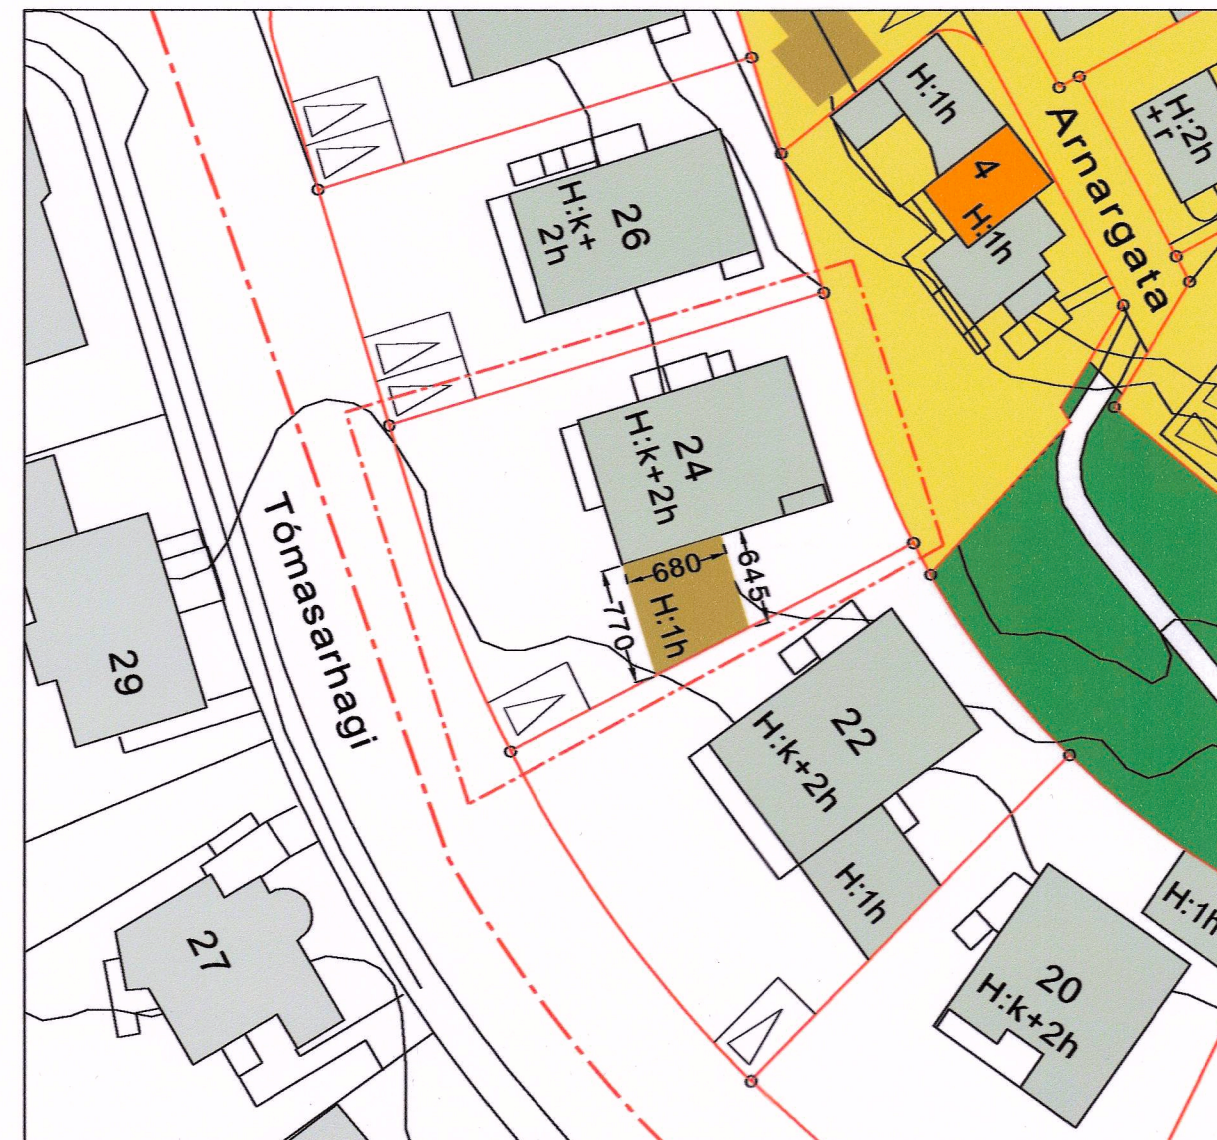 H:1h
4
H:1h
Arnargata
H:2h
+r
26
H:k+
2h
24
H:k+2h
680
645
770
H:1h
Tómasarhagi
29
22
H:k+2h
H:1h
27
20
H:k+2h
H:1h